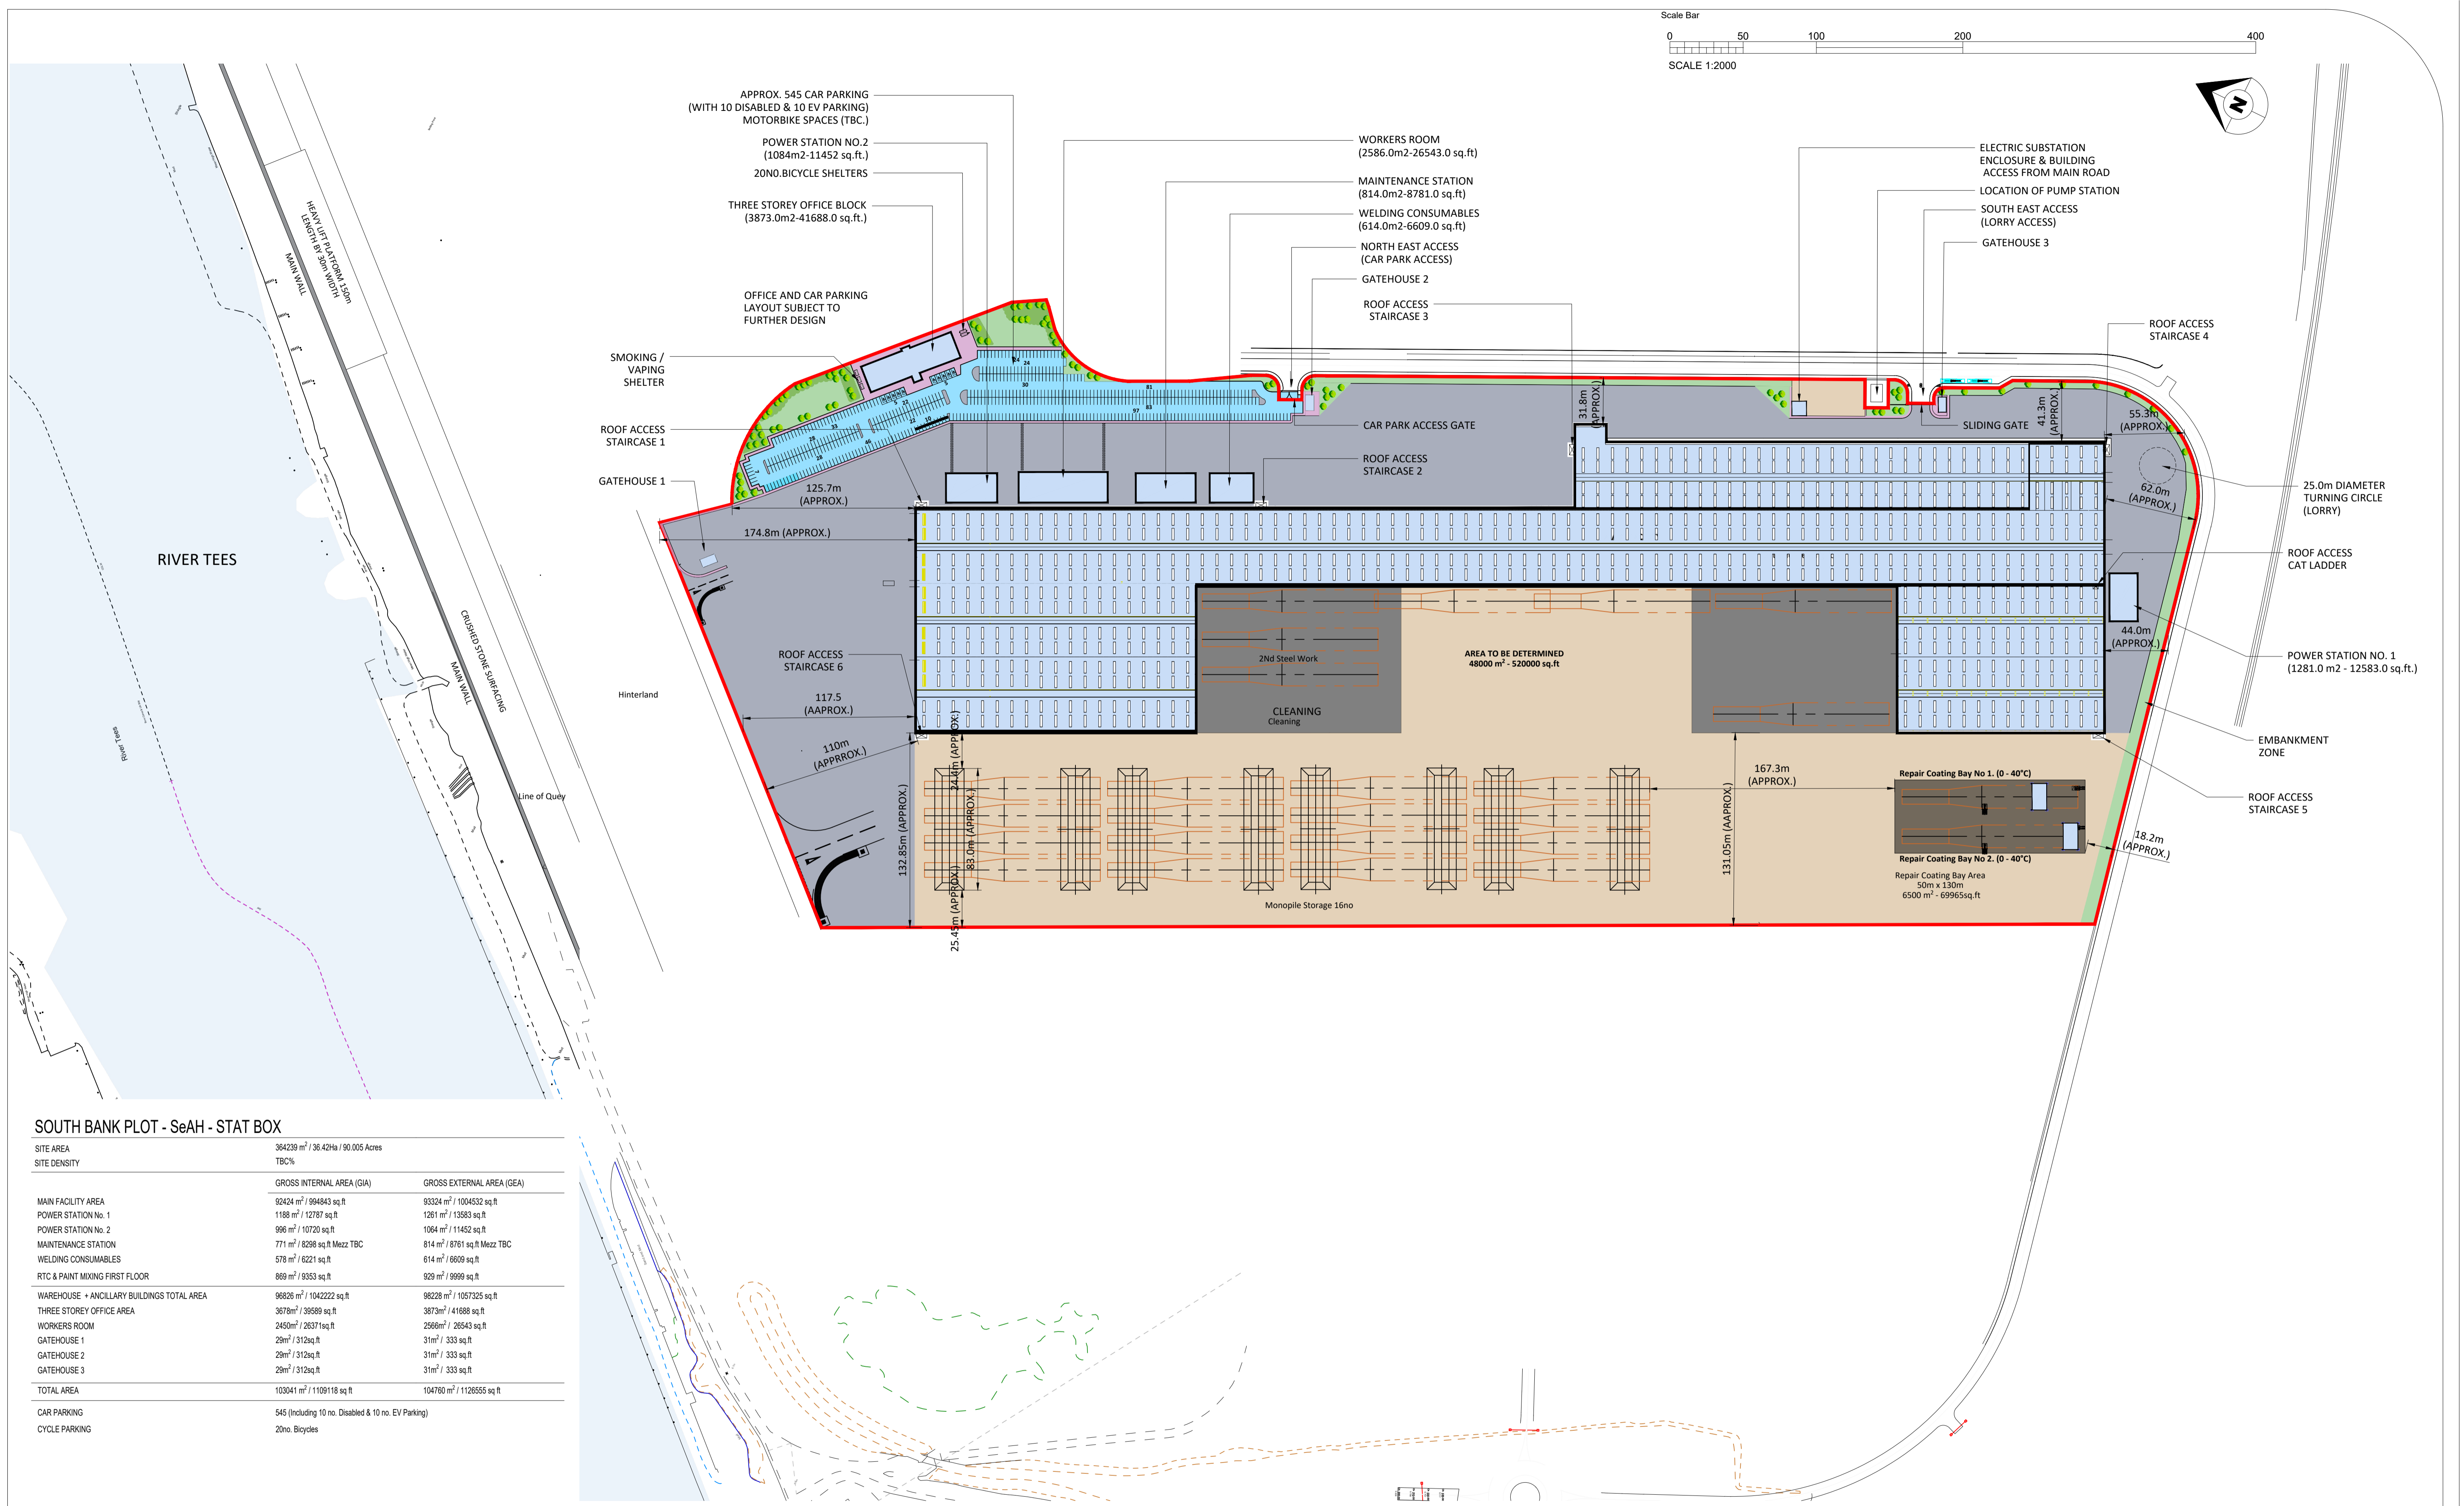 Scale Bar
0 50 100 200 400
SCALE 1:2000
N
APPROX. 545 CAR PARKING
(WITH 10 DISABLED & 10 EV PARKING)
MOTORBIKE SPACES (TBC.)
POWER STATION NO.2
(1084m2-11452 sq.ft.)
20N0.BICYCLE SHELTERS
THREE STOREY OFFICE BLOCK
(3873.0m2-41688.0 sq.ft.)
OFFICE AND CAR PARKING
LAYOUT SUBJECT TO
FURTHER DESIGN
SMOKING /
VAPING
SHELTER
ROOF ACCESS
STAIRCASE 1
GATEHOUSE 1
WORKERS ROOM
(2586.0m2-26543.0 sq.ft)
MAINTENANCE STATION
(814.0m2-8781.0 sq.ft)
WELDING CONSUMABLES
(614.0m2-6609.0 sq.ft)
NORTH EAST ACCESS
(CAR PARK ACCESS)
GATEHOUSE 2
ROOF ACCESS
STAIRCASE 3
ELECTRIC SUBSTATION
ENCLOSURE & BUILDING
ACCESS FROM MAIN ROAD
LOCATION OF PUMP STATION
SOUTH EAST ACCESS
(LORRY ACCESS)
GATEHOUSE 3
ROOF ACCESS
STAIRCASE 4
CAR PARK ACCESS GATE
ROOF ACCESS
STAIRCASE 2
SLIDING GATE
31.8m
(APPROX.)
41.3m
(APPROX.)
55.3m
(APPROX.)
62.0m
(APPROX.)
25.0m DIAMETER
TURNING CIRCLE
(LORRY)
ROOF ACCESS
CAT LADDER
44.0m
(APPROX.)
POWER STATION NO. 1
(1281.0 m2 - 12583.0 sq.ft.)
EMBANKMENT
ZONE
ROOF ACCESS
STAIRCASE 5
18.2m
(APPROX.)
24
24
30
81
83
97
5
22
33
28
22
10
46
28
7
125.7m
(APPROX.)
174.8m (APPROX.)
ROOF ACCESS
STAIRCASE 6
117.5
(AAPROX.)
110m
(APPRROX.)
132.85m (APPROX.)
24.4m (APPROX.)
83.0m (APPROX.)
25.45m (APPROX.)
2Nd Steel Work
CLEANING
Cleaning
AREA TO BE DETERMINED
48000 m2 - 520000 sq.ft
167.3m
(APPROX.)
131.05m (AAPROX.)
Repair Coating Bay No 1. (0 - 40°C)
Repair Coating Bay No 2. (0 - 40°C)
Repair Coating Bay Area
50m x 130m
6500 m2 - 69965sq.ft
Monopile Storage 16no
HEAVY LIFT PLATFORM 150m
LENGTH BY 30m WIDTH
MAIN WALL
CRUSHED STONE SURFACING
MAIN WALL
RIVER TEES
River Tees
Hinterland
Line of Quey
SOUTH BANK PLOT - SeAH - STAT BOX
SITE AREA 364239 m2 / 36.42Ha / 90.005 Acres
SITE DENSITY TBC%
GROSS INTERNAL AREA (GIA) GROSS EXTERNAL AREA (GEA)
MAIN FACILITY AREA 92424 m2 / 994843 sq.ft 93324 m2 / 1004532 sq.ft
POWER STATION No. 1 1188 m2 / 12787 sq.ft 1261 m2 / 13583 sq.ft
POWER STATION No. 2 996 m2 / 10720 sq.ft 1064 m2 / 11452 sq.ft
MAINTENANCE STATION 771 m2 / 8298 sq.ft Mezz TBC 814 m2 / 8761 sq.ft Mezz TBC
WELDING CONSUMABLES 578 m2 / 6221 sq.ft 614 m2 / 6609 sq.ft
RTC & PAINT MIXING FIRST FLOOR 869 m2 / 9353 sq.ft 929 m2 / 9999 sq.ft
WAREHOUSE + ANCILLARY BUILDINGS TOTAL AREA 96826 m2 / 1042222 sq.ft 98228 m2 / 1057325 sq.ft
THREE STOREY OFFICE AREA 3678m2 / 39589 sq.ft 3873m2 / 41688 sq.ft
WORKERS ROOM 2450m2 / 26371sq.ft 2566m2 / 26543 sq.ft
GATEHOUSE 1 29m2 / 312sq.ft 31m2 / 333 sq.ft
GATEHOUSE 2 29m2 / 312sq.ft 31m2 / 333 sq.ft
GATEHOUSE 3 29m2 / 312sq.ft 31m2 / 333 sq.ft
TOTAL AREA 103041 m2 / 1109118 sq ft 104760 m2 / 1126555 sq ft
CAR PARKING 545 (Including 10 no. Disabled & 10 no. EV Parking)
CYCLE PARKING 20no. Bicycles